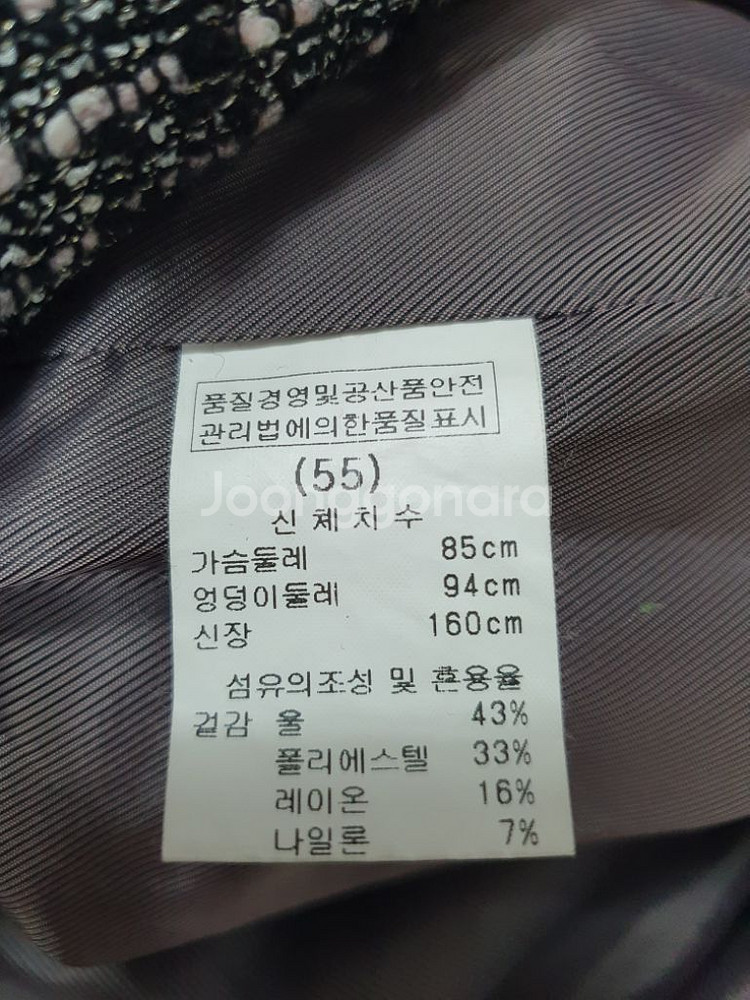 품질경영및공산품안전
관리법에의한품질표시
(55)
Joonggonara
신체치수
가슴둘레 85cm
엉덩이둘레 94cm
신장 160cm
섬유의조성 및 혼용율
겉감 울 43%
폴리에스텔 33%
레이온 16%
나일론 7%